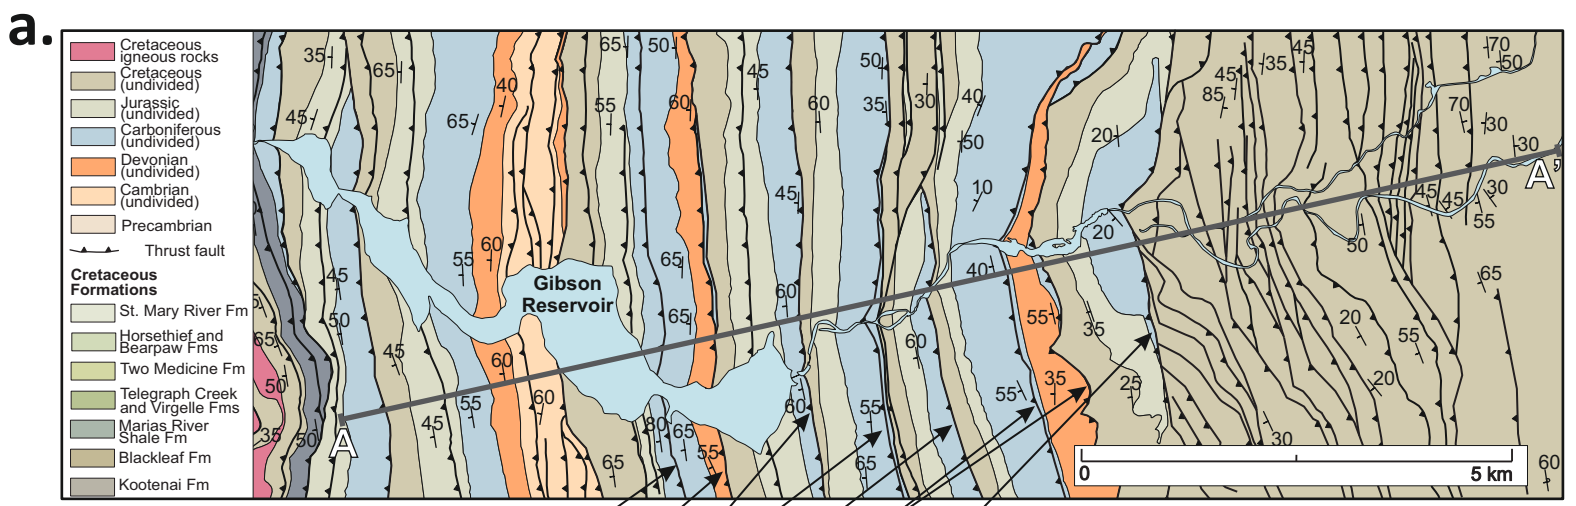 a.
Cretaceous
igneous rocks
Cretaceous
(undivided)
Jurassic
(undivided)
Carboniferous
(undivided)
Devonian
(undivided)
Cambrian
(undivided)
Precambrian
Thrust fault
Cretaceous
Formations
St. Mary River Fm
Horsethief and
Bearpaw Fms
Two Medicine Fm
Telegraph Creek
and Virgelle Fms
Marias River
Shale Fm
Blackleaf Fm
Kootenai Fm
35 65 65 50 45 50 45 35 45 70 50
40 55 60 60 35 30 40 45 85 70 30
45 65 50 20 30
45 10 30 45 45 55
60 55 65 60 40 20 50 65
45 50 Gibson
Reservoir
65 55 35 20 55
65 45 60 60 35 25 20
50 45 55 60 60 55 55
35 50 80 65 55 65 65 30 60
A A'
0 5 km